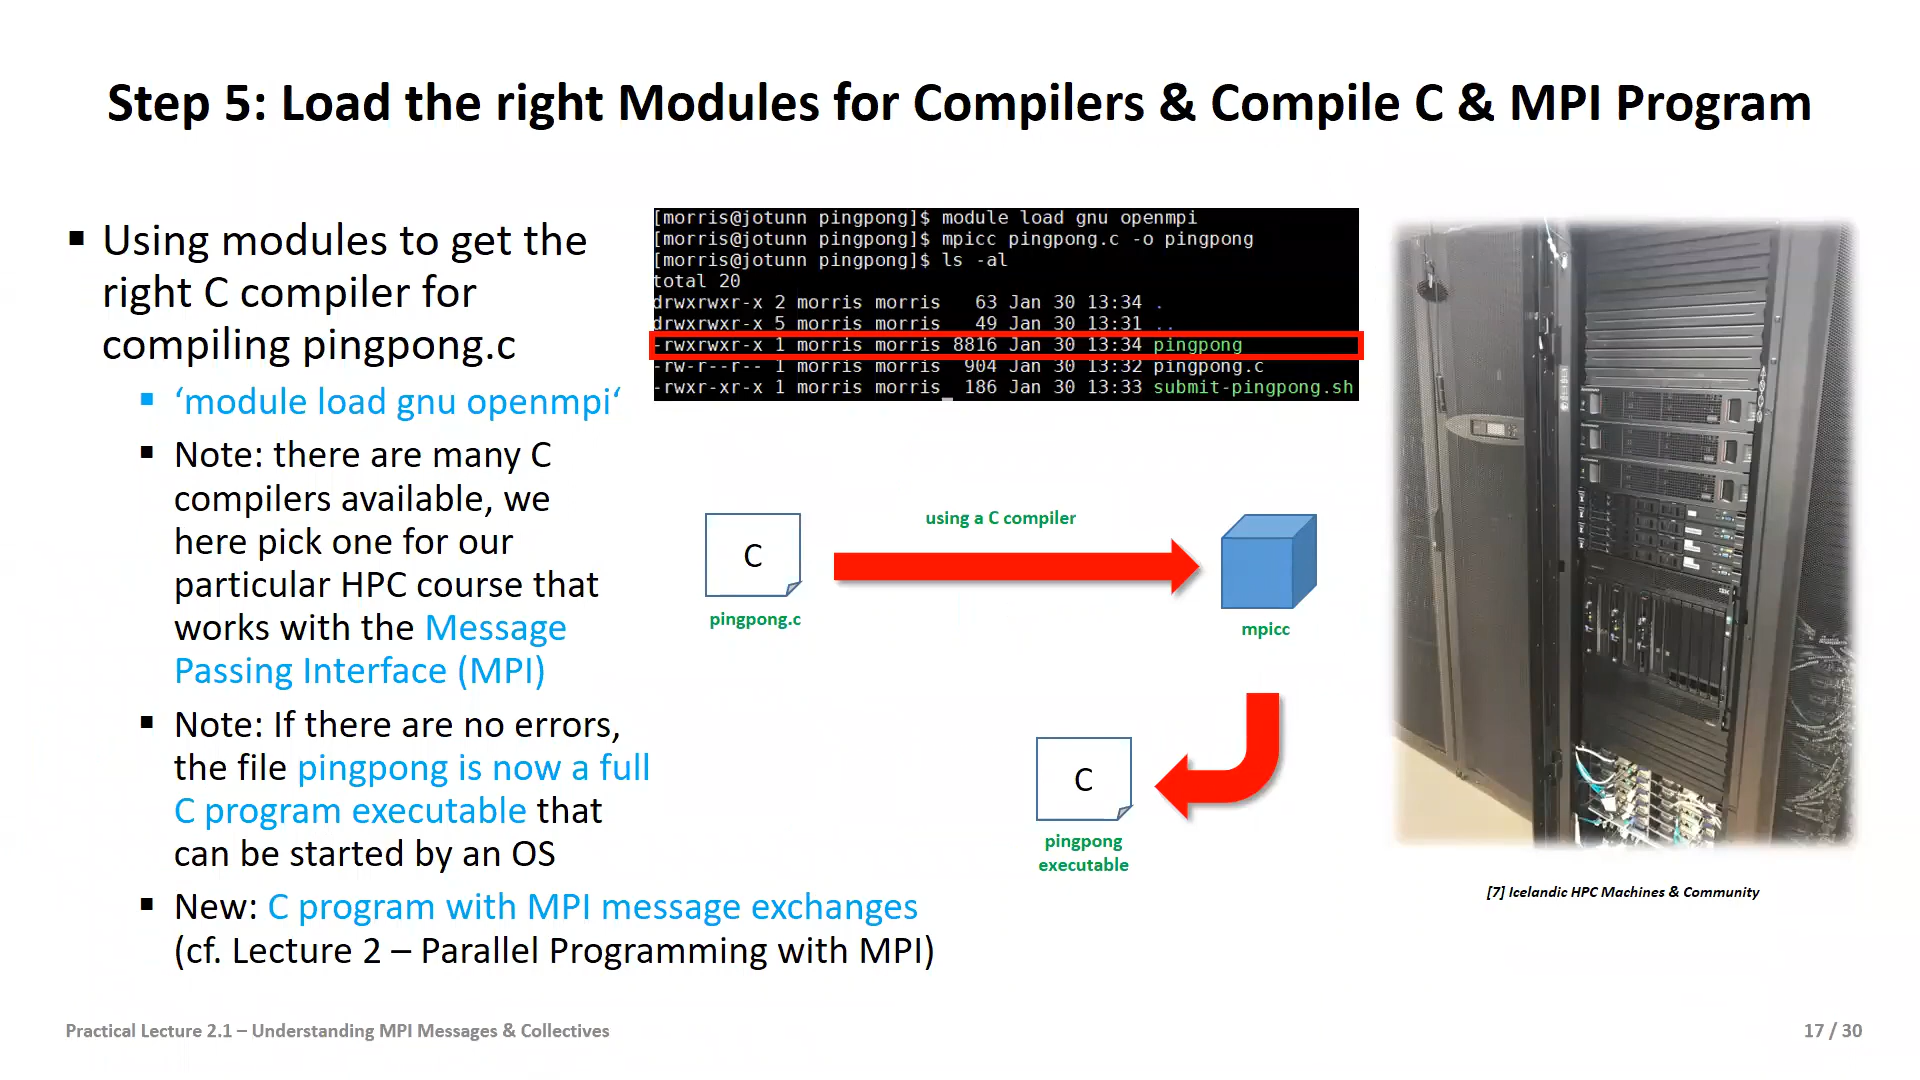 Step 5: Load the right Modules for Compilers & Compile C & MPI Program
▪ Using modules to get the
right C compiler for
compiling pingpong.c
▪ ‘module load gnu openmpi‘
▪ Note: there are many C
compilers available, we
here pick one for our
particular HPC course that
works with the Message
Passing Interface (MPI)
▪ Note: If there are no errors,
the file pingpong is now a full
C program executable that
can be started by an OS
▪ New: C program with MPI message exchanges
(cf. Lecture 2 – Parallel Programming with MPI)
[morris@jotunn pingpong]$ module load gnu openmpi
[morris@jotunn pingpong]$ mpicc pingpong.c -o pingpong
[morris@jotunn pingpong]$ ls -al
total 20
drwxrwxr-x 2 morris morris   63 Jan 30 13:34 .
drwxrwxr-x 5 morris morris   49 Jan 30 13:31 ..
-rwxrwxr-x 1 morris morris 8816 Jan 30 13:34 pingpong
-rw-r--r-- 1 morris morris  904 Jan 30 13:32 pingpong.c
-rwxr-xr-x 1 morris morris  186 Jan 30 13:33 submit-pingpong.sh
C
pingpong.c
using a C compiler
mpicc
C
pingpong
executable
[7] Icelandic HPC Machines & Community
Practical Lecture 2.1 – Understanding MPI Messages & Collectives
17 / 30